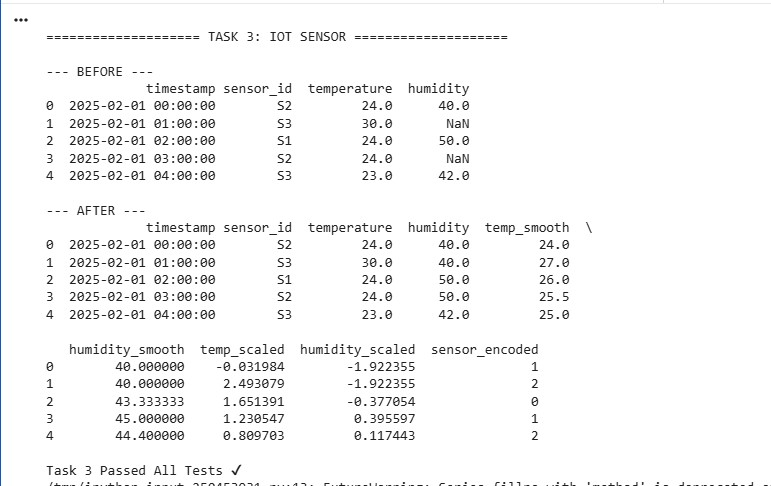 •••
==================== TASK 3: IOT SENSOR ====================
--- BEFORE ---
timestamp sensor_id temperature humidity
0 2025-02-01 00:00:00 S2 24.0 40.0
1 2025-02-01 01:00:00 S3 30.0 NaN
2 2025-02-01 02:00:00 S1 24.0 50.0
3 2025-02-01 03:00:00 S2 24.0 NaN
4 2025-02-01 04:00:00 S3 23.0 42.0
--- AFTER ---
timestamp sensor_id temperature humidity temp_smooth \
0 2025-02-01 00:00:00 S2 24.0 40.0 24.0
1 2025-02-01 01:00:00 S3 30.0 40.0 27.0
2 2025-02-01 02:00:00 S1 24.0 50.0 26.0
3 2025-02-01 03:00:00 S2 24.0 50.0 25.5
4 2025-02-01 04:00:00 S3 23.0 42.0 25.0
humidity_smooth temp_scaled humidity_scaled sensor_encoded
0 40.000000 -0.031984 -1.922355 1
1 40.000000 2.493079 -1.922355 2
2 43.333333 1.651391 -0.377054 0
3 45.000000 1.230547 0.395597 1
4 44.400000 0.809703 0.117443 2
Task 3 Passed All Tests ✓